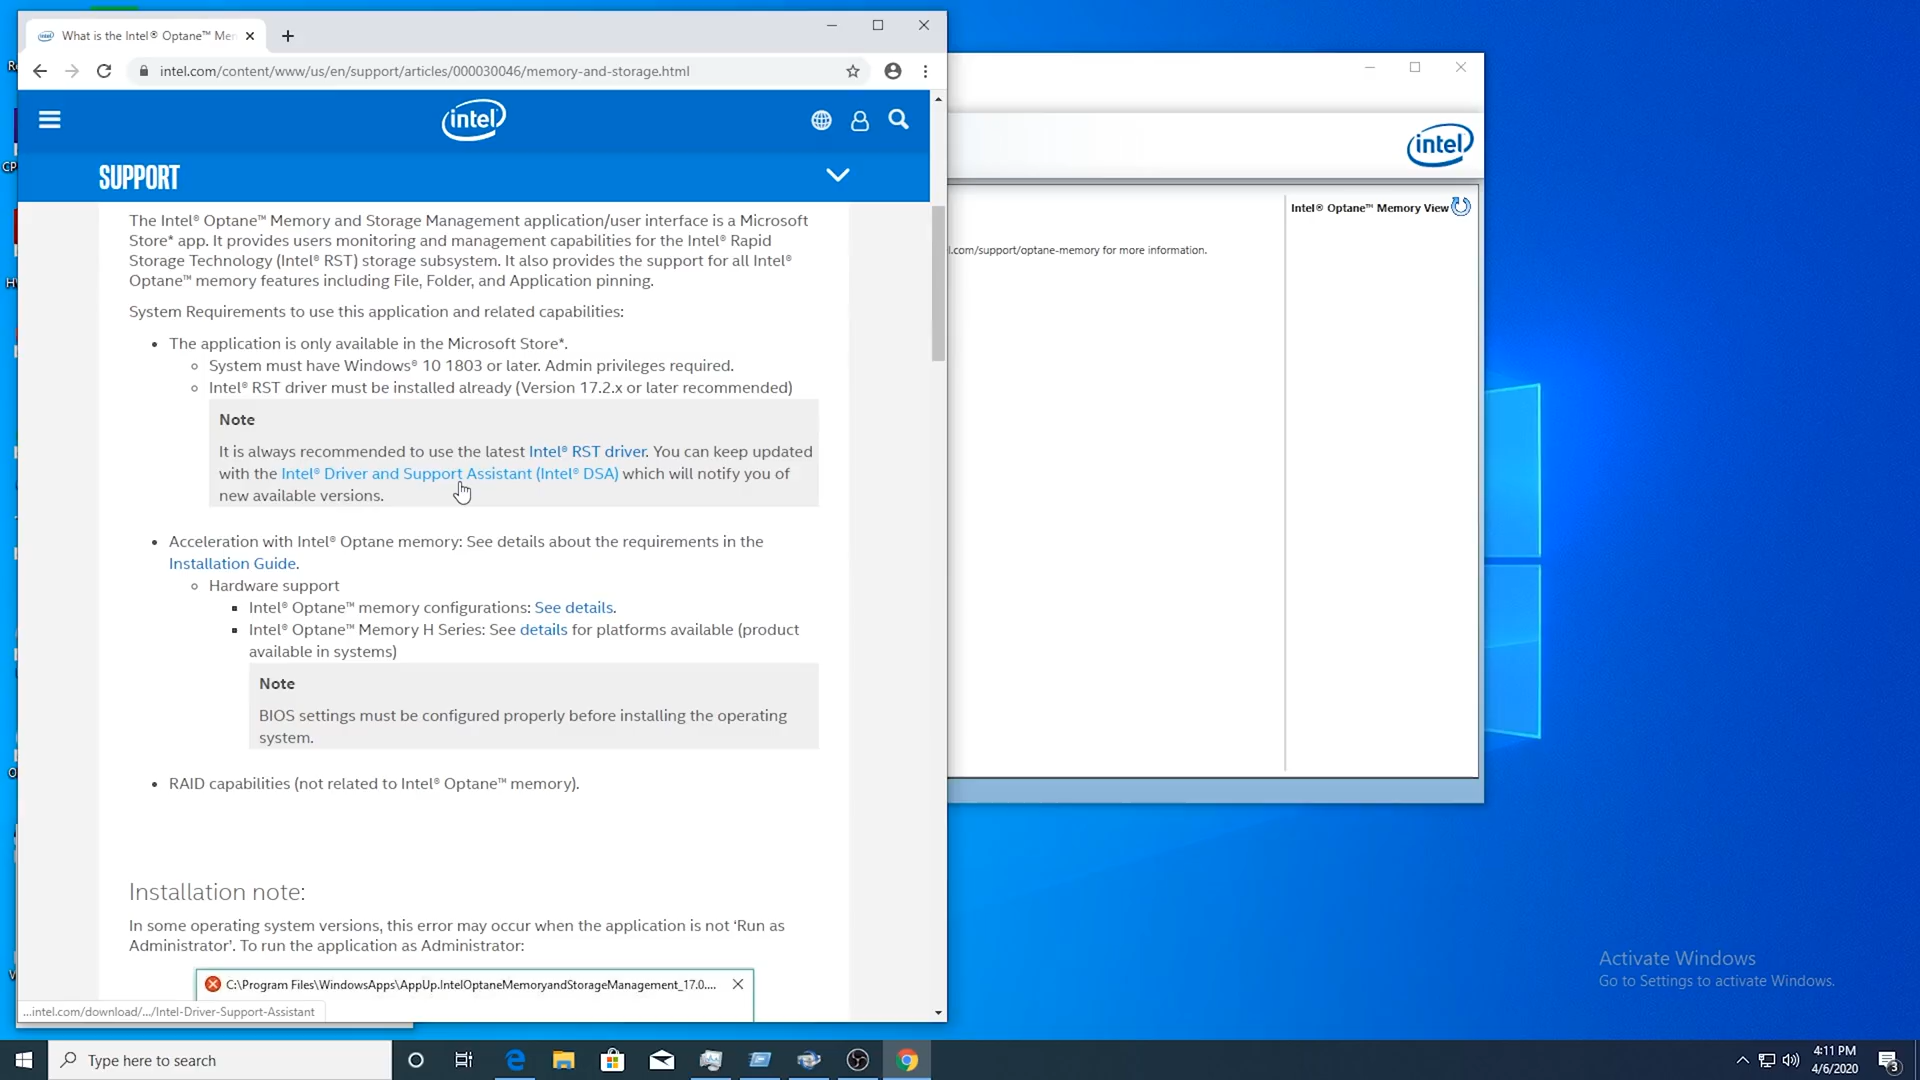 What is the Intel® Optane™ Mem
intel.com/content/www/us/en/support/articles/000030046/memory-and-storage.html
intel
SUPPORT
The Intel® Optane™ Memory and Storage Management application/user interface is a Microsoft
Store* app. It provides users monitoring and management capabilities for the Intel® Rapid
Storage Technology (Intel® RST) storage subsystem. It also provides the support for all Intel®
Optane™ memory features including File, Folder, and Application pinning.
System Requirements to use this application and related capabilities:
• The application is only available in the Microsoft Store*.
System must have Windows® 10 1803 or later. Admin privileges required.
Intel® RST driver must be installed already (Version 17.2.x or later recommended)
Note
It is always recommended to use the latest Intel® RST driver. You can keep updated
with the Intel® Driver and Support Assistant (Intel® DSA) which will notify you of
new available versions.
• Acceleration with Intel® Optane memory: See details about the requirements in the
Installation Guide.
Hardware support
Intel® Optane™ memory configurations: See details.
Intel® Optane™ Memory H Series: See details for platforms available (product
available in systems)
Note
BIOS settings must be configured properly before installing the operating
system.
• RAID capabilities (not related to Intel® Optane™ memory).
Installation note:
In some operating system versions, this error may occur when the application is not ‘Run as
Administrator’. To run the application as Administrator:
C:\Program Files\WindowsApps\AppUp.IntelOptaneMemoryandStorageManagement_17.0....
...intel.com/download/.../Intel-Driver-Support-Assistant
intel
Intel® Optane™ Memory View
l.com/support/optane-memory for more information.
Activate Windows
Go to Settings to activate Windows.
Type here to search
4:11 PM
4/6/2020
3